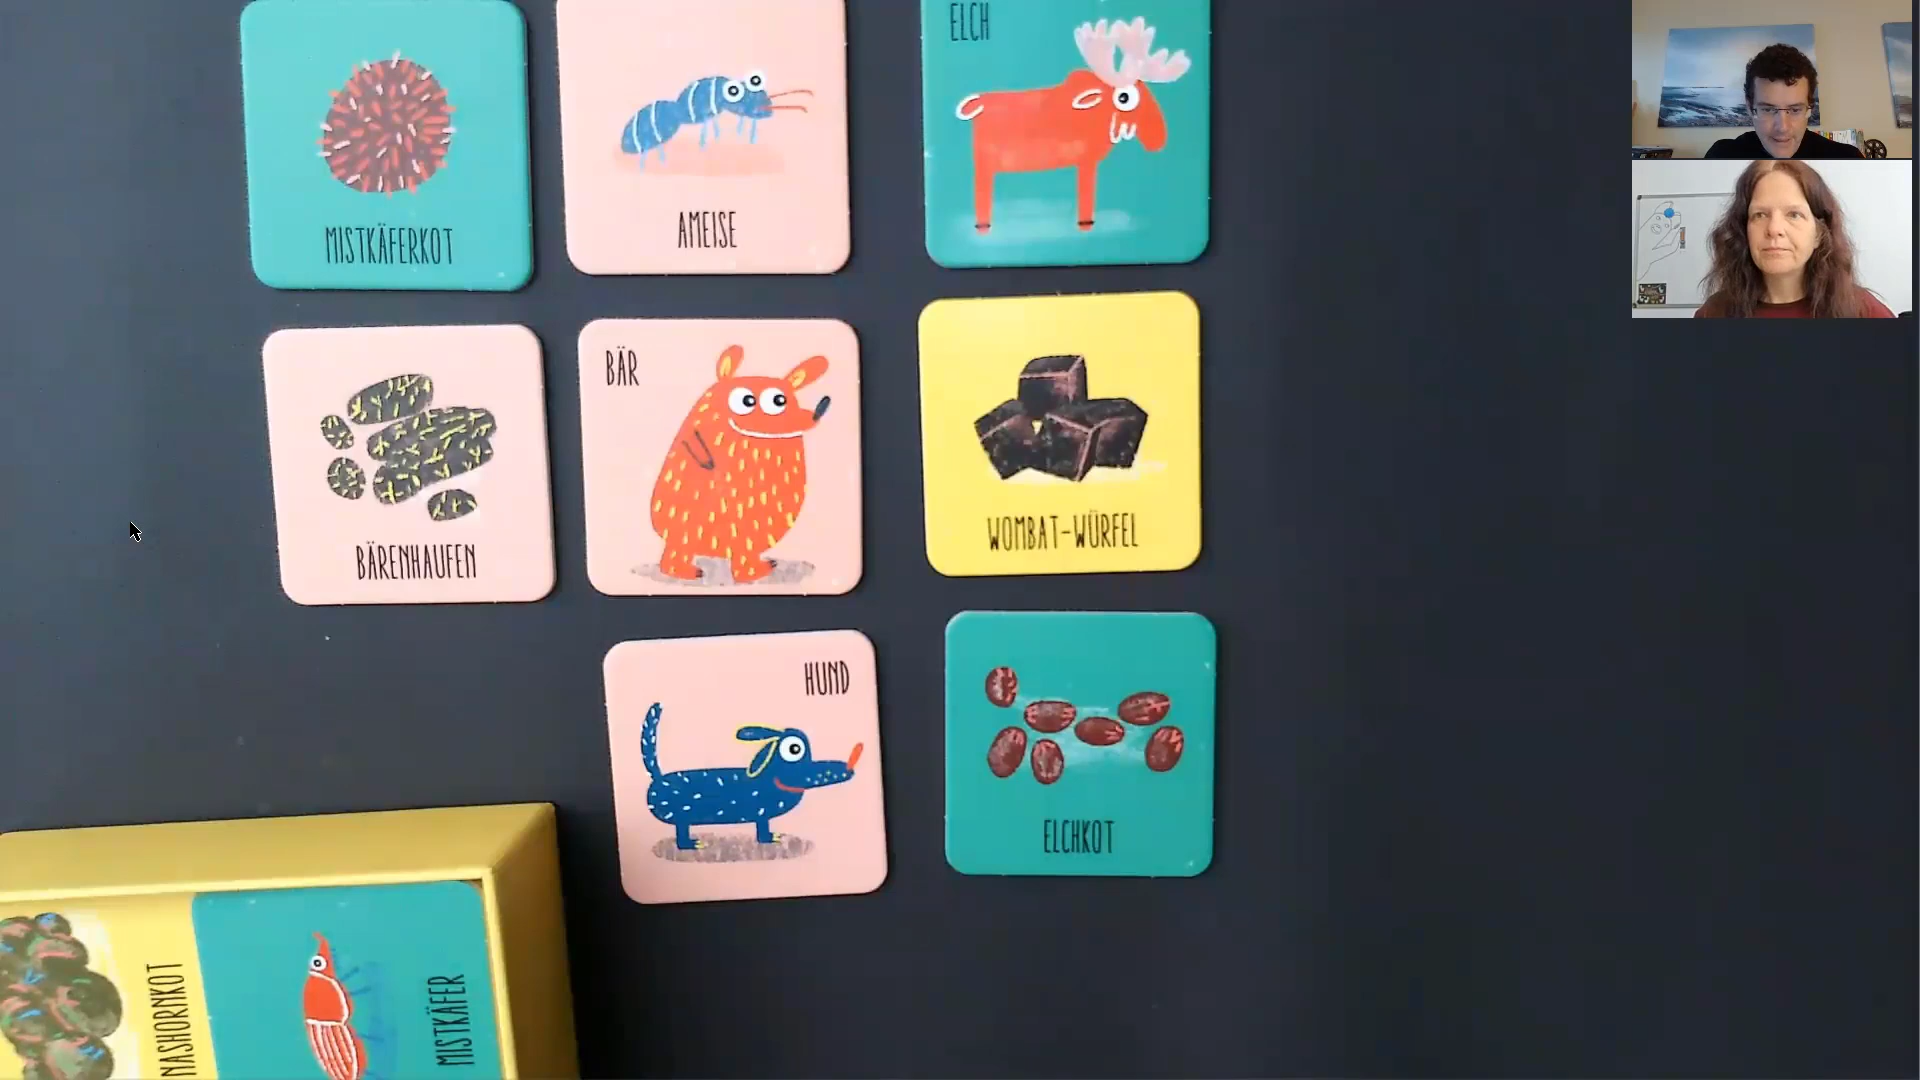 ELCH
MISTKÄFERKOT
AMEISE
BÄR
BÄRENHAUFEN
WOMBAT-WÜRFEL
HUND
ELCHKOT
NASHORNKOT
MISTKÄFER